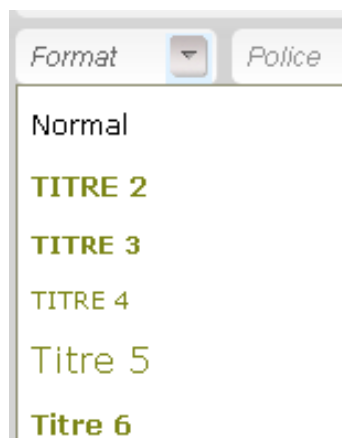 Format Police
Normal
TITRE 2
TITRE 3
TITRE 4
Titre 5
Titre 6